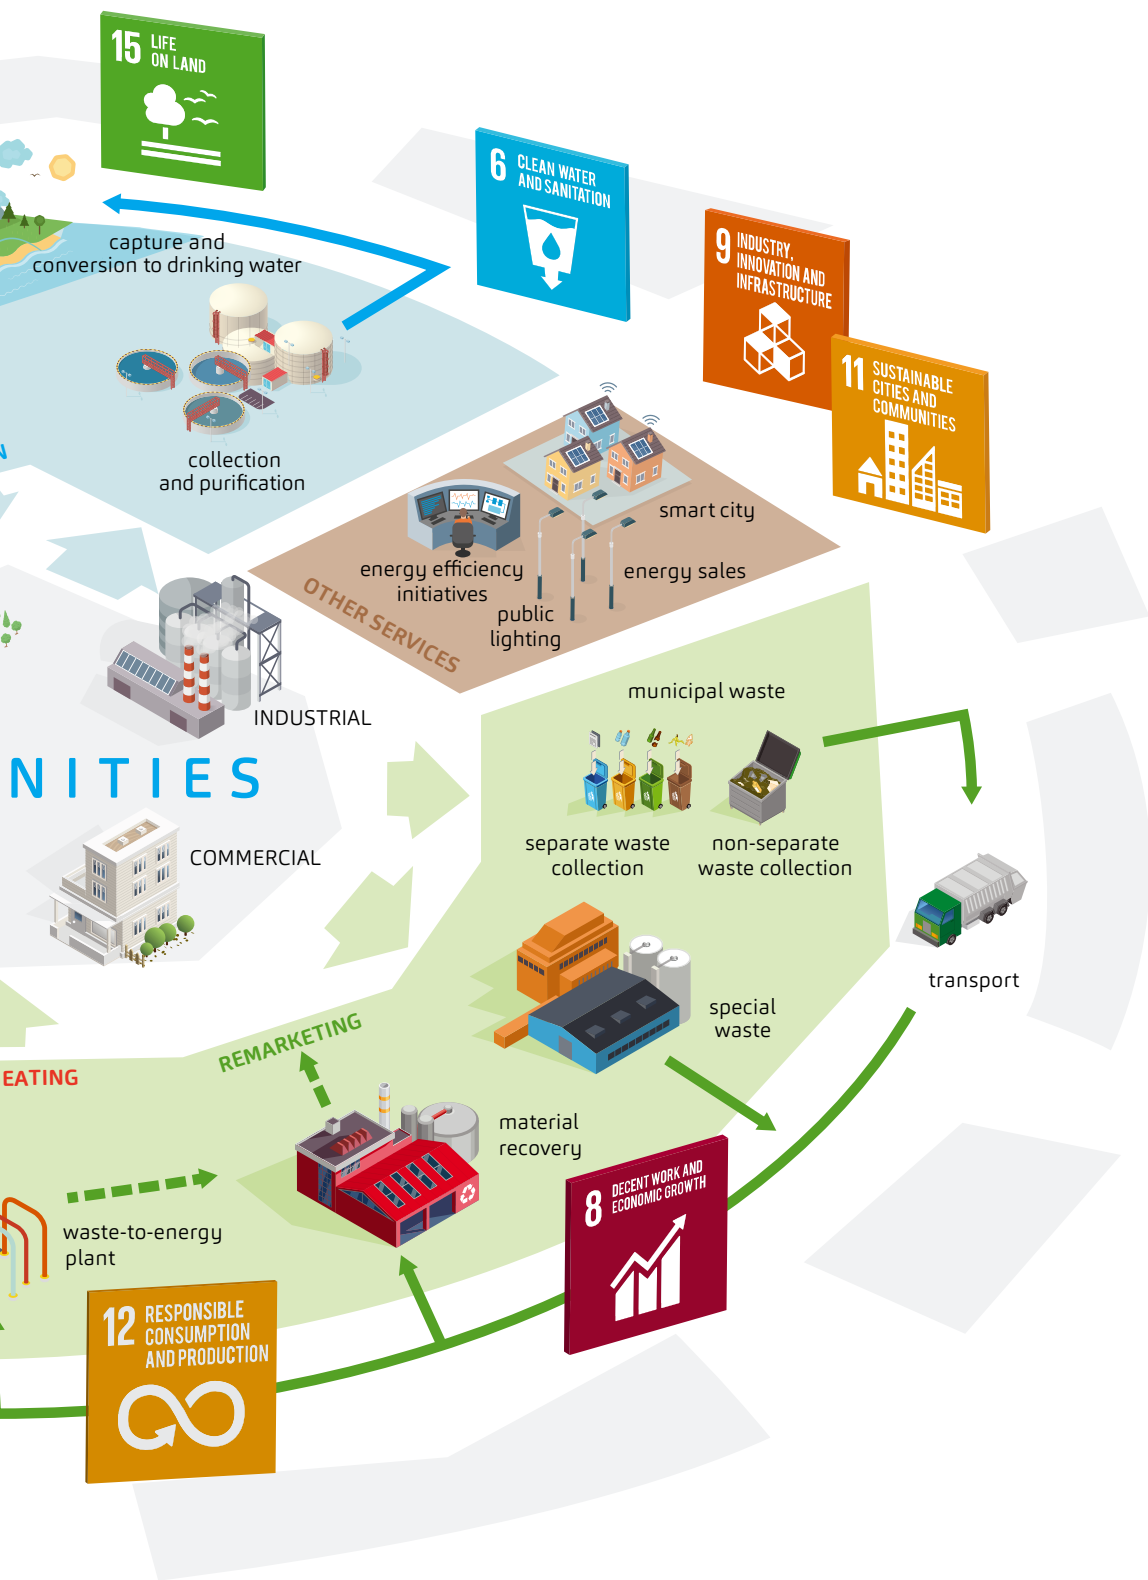 15 LIFE
ON LAND
6 CLEAN WATER
AND SANITATION
9 INDUSTRY,
INNOVATION AND
INFRASTRUCTURE
capture and
conversion to drinking water
11 SUSTAINABLE
CITIES AND
COMMUNITIES
N
collection
and purification
smart city
energy efficiency
initiatives
energy sales
public
lighting
OTHER SERVICES
municipal waste
INDUSTRIAL
NITIES
separate waste
collection
non-separate
waste collection
COMMERCIAL
transport
special
waste
REMARKETING
EATING
material
recovery
8 DECENT WORK AND
ECONOMIC GROWTH
waste-to-energy
plant
12 RESPONSIBLE
CONSUMPTION
AND PRODUCTION